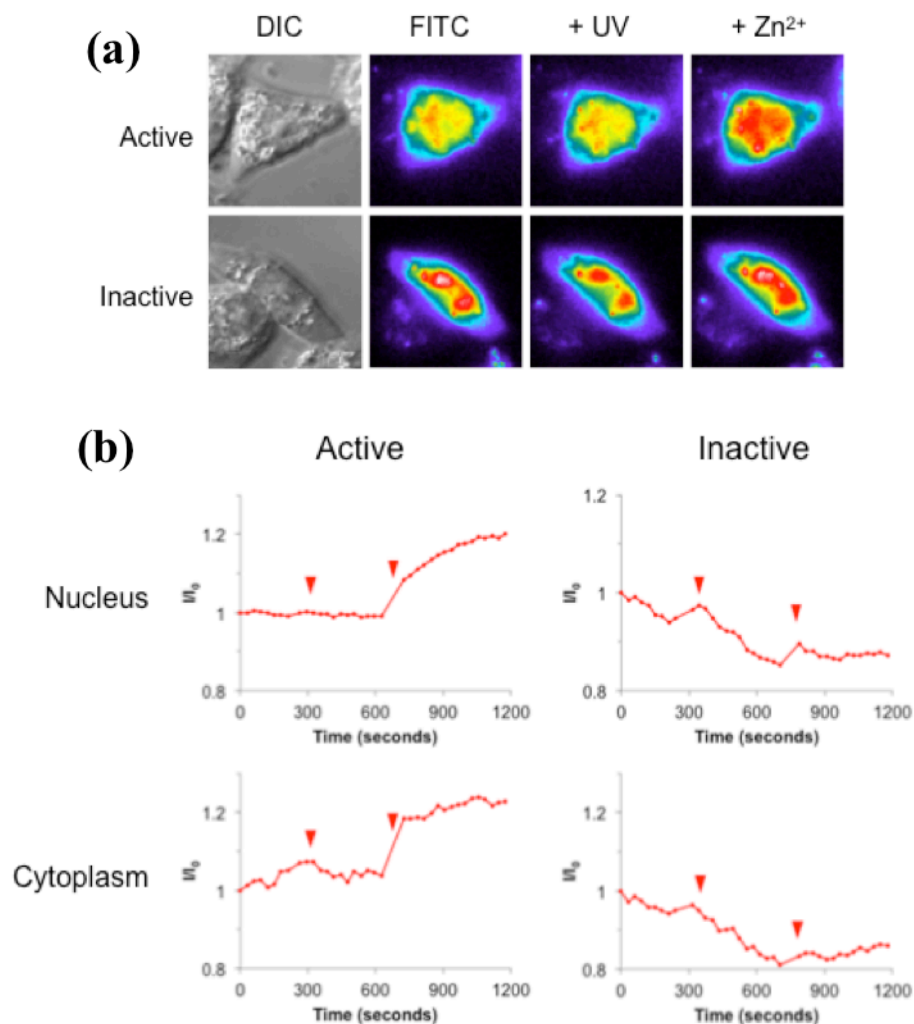 (a)
DIC FITC + UV + Zn²⁺
Active
Inactive
(b)
Active Inactive
Nucleus
I/I₀
1.2
1
0.8
0 300 600 900 1200
Time (seconds)
I/I₀
1.2
1
0.8
0 300 600 900 1200
Time (seconds)
Cytoplasm
I/I₀
1.2
1
0.8
0 300 600 900 1200
Time (seconds)
I/I₀
1.2
1
0.8
0 300 600 900 1200
Time (seconds)